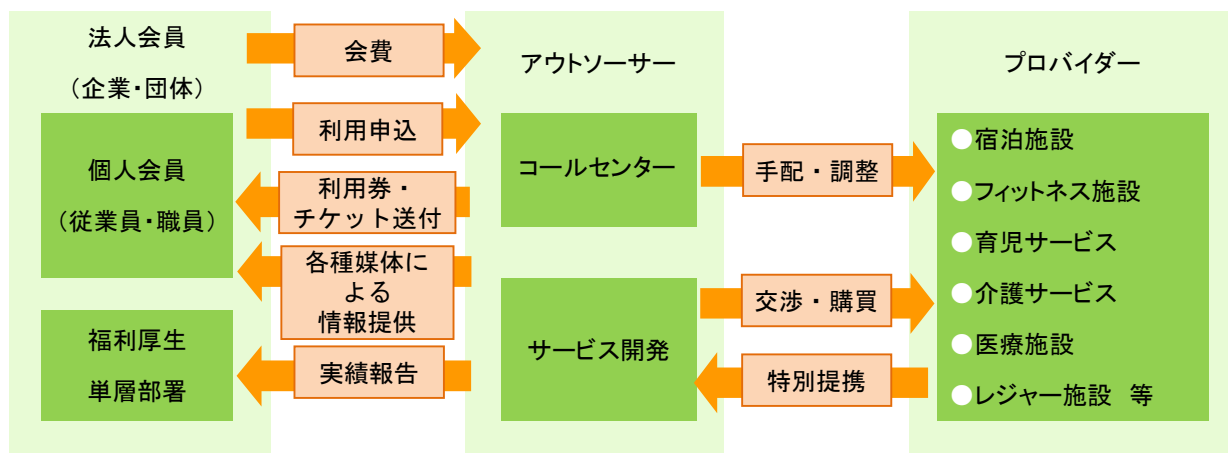 法人会員
（企業・団体）
個人会員
（従業員・職員）
福利厚生
単層部署
会費
利用申込
利用券・
チケット送付
各種媒体に
よる
情報提供
実績報告
アウトソーサー
コールセンター
サービス開発
手配・調整
交渉・購買
特別提携
プロバイダー
●宿泊施設
●フィットネス施設
●育児サービス
●介護サービス
●医療施設
●レジャー施設　等